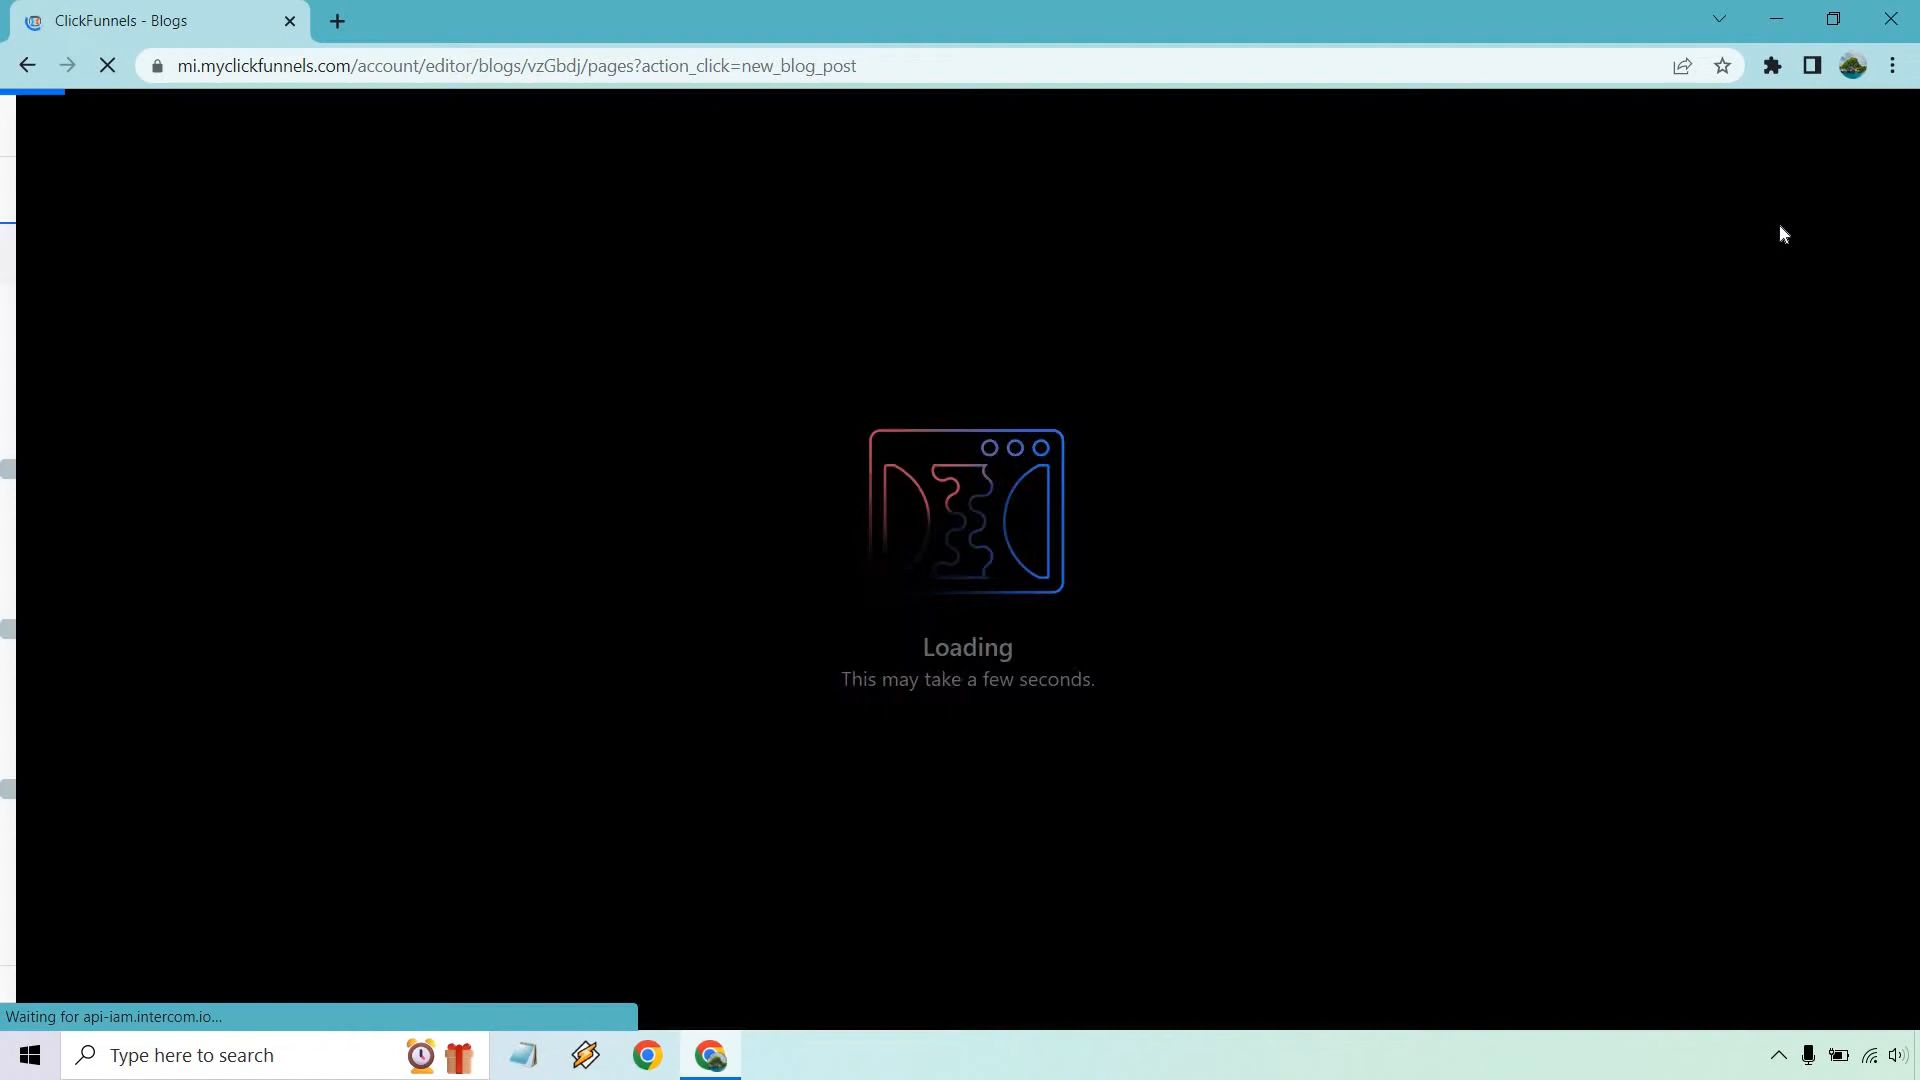 ClickFunnels - Blogs
mi.myclickfunnels.com/account/editor/blogs/vzGbdj/pages?action_click=new_blog_post
Loading
This may take a few seconds.
Waiting for api-iam.intercom.io...
Type here to search